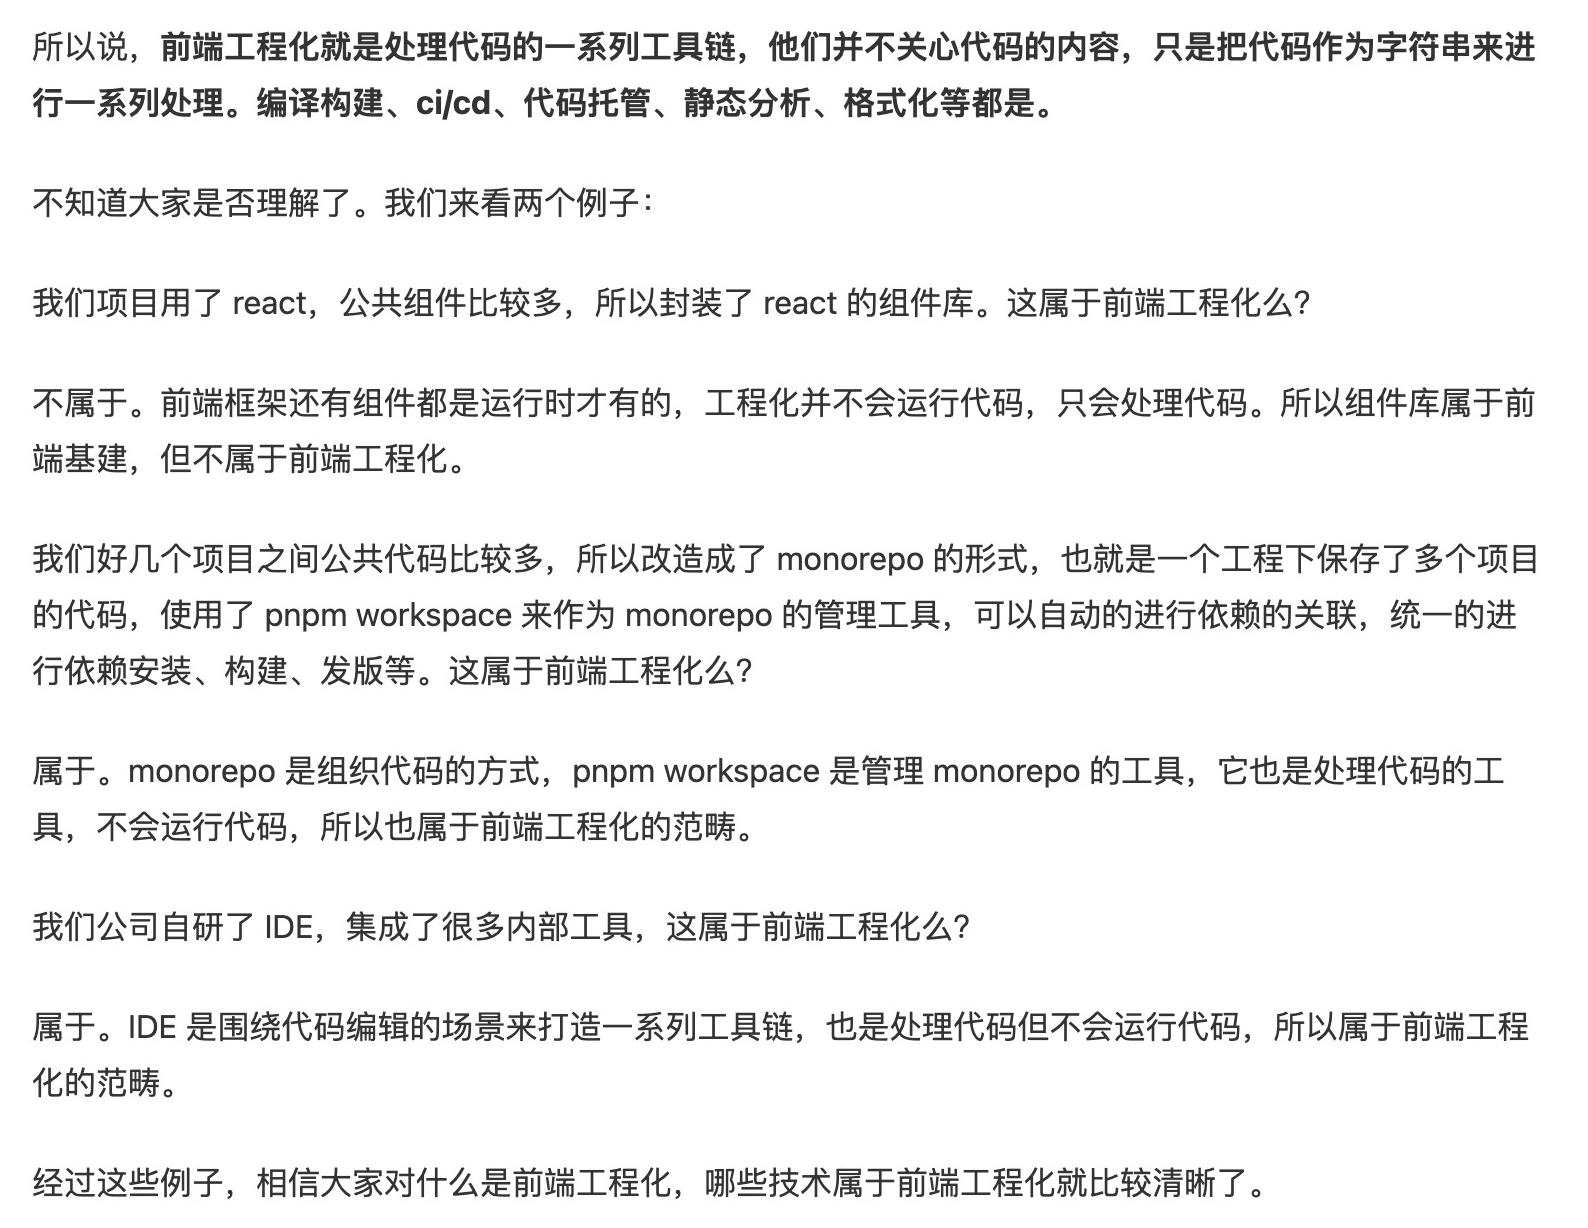 所以说，前端工程化就是处理代码的一系列工具链，他们并不关心代码的内容，只是把代码作为字符串来进
行一系列处理。编译构建、ci/cd、代码托管、静态分析、格式化等都是。
不知道大家是否理解了。我们来看两个例子：
我们项目用了 react，公共组件比较多，所以封装了 react 的组件库。这属于前端工程化么？
不属于。前端框架还有组件都是运行时才有的，工程化并不会运行代码，只会处理代码。所以组件库属于前
端基建，但不属于前端工程化。
我们好几个项目之间公共代码比较多，所以改造成了 monorepo 的形式，也就是一个工程下保存了多个项目
的代码，使用了 pnpm workspace 来作为 monorepo 的管理工具，可以自动的进行依赖的关联，统一的进
行依赖安装、构建、发版等。这属于前端工程化么？
属于。monorepo 是组织代码的方式，pnpm workspace 是管理 monorepo 的工具，它也是处理代码的工
具，不会运行代码，所以也属于前端工程化的范畴。
我们公司自研了 IDE，集成了很多内部工具，这属于前端工程化么？
属于。IDE 是围绕代码编辑的场景来打造一系列工具链，也是处理代码但不会运行代码，所以属于前端工程
化的范畴。
经过这些例子，相信大家对什么是前端工程化，哪些技术属于前端工程化就比较清晰了。